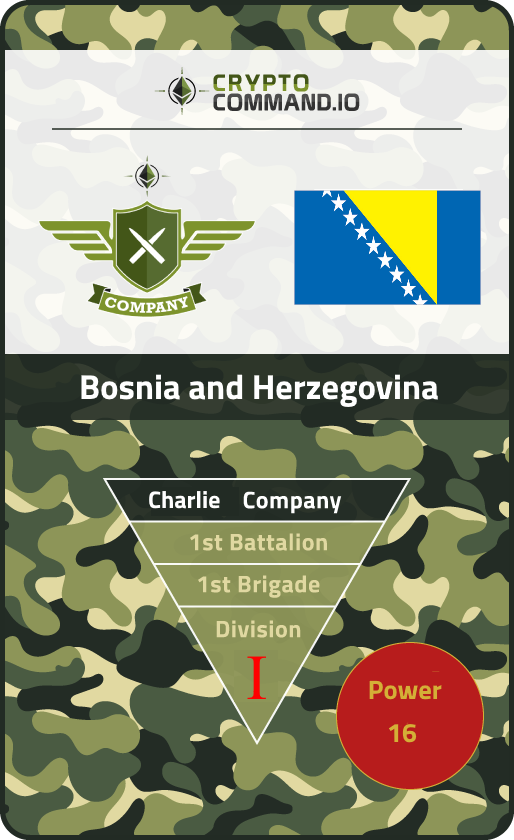 CRYPTO
COMMAND.IO
COMPANY
Bosnia and Herzegovina
Charlie Company
1st Battalion
1st Brigade
Division
I
Power
16